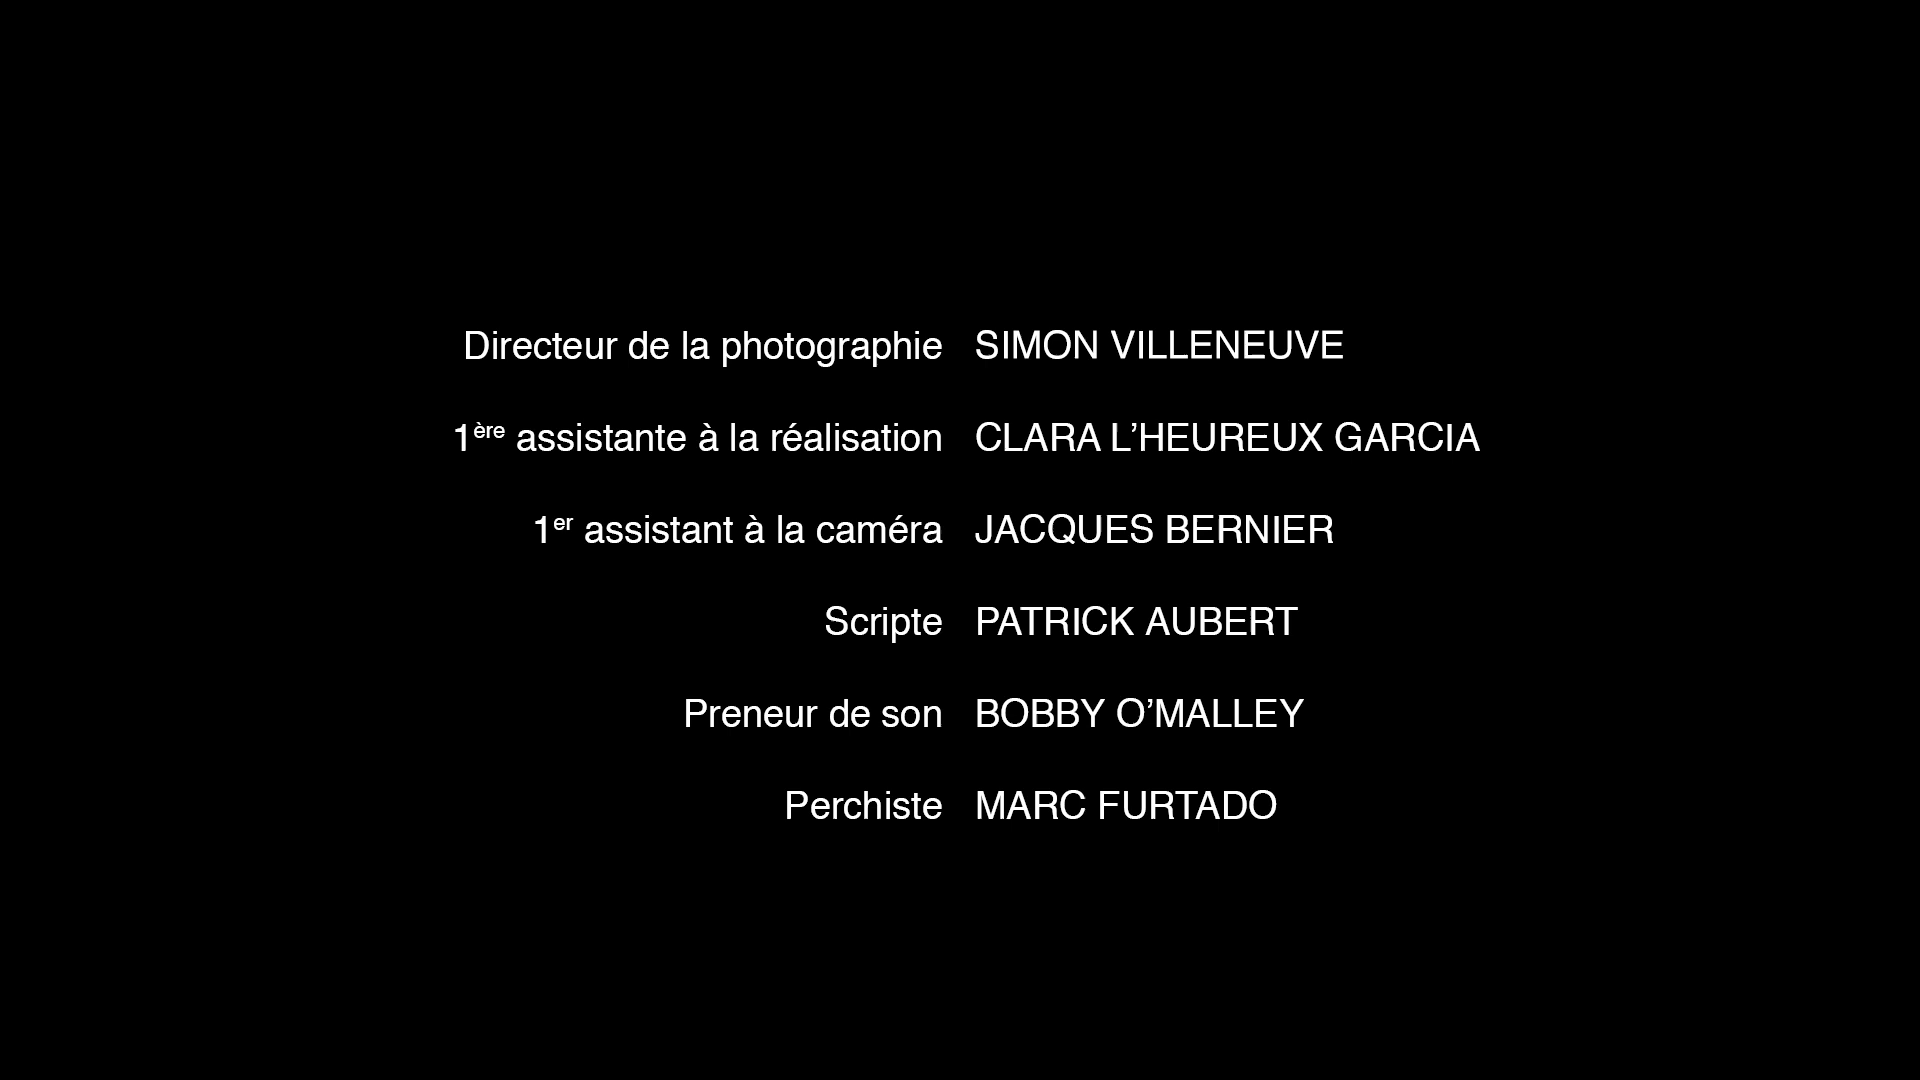 Directeur de la photographie SIMON VILLENEUVE
1ère assistante à la réalisation CLARA L’HEUREUX GARCIA
1er assistant à la caméra JACQUES BERNIER
Scripte PATRICK AUBERT
Preneur de son BOBBY O’MALLEY
Perchiste MARC FURTADO